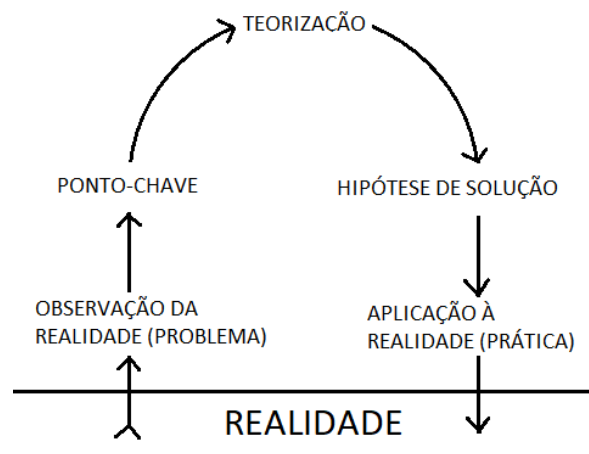 TEORIZAÇÃO
PONTO-CHAVE
HIPÓTESE DE SOLUÇÃO
OBSERVAÇÃO DA
REALIDADE (PROBLEMA)
APLICAÇÃO À
REALIDADE (PRÁTICA)
REALIDADE